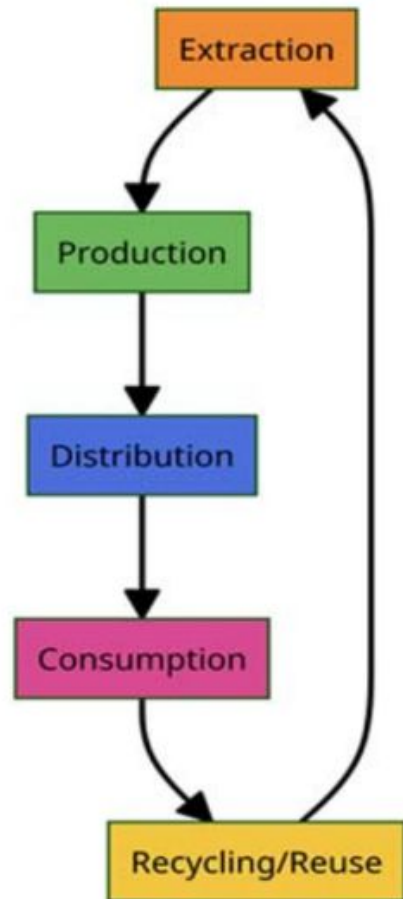 Extraction
Production
Distribution
Consumption
Recycling/Reuse